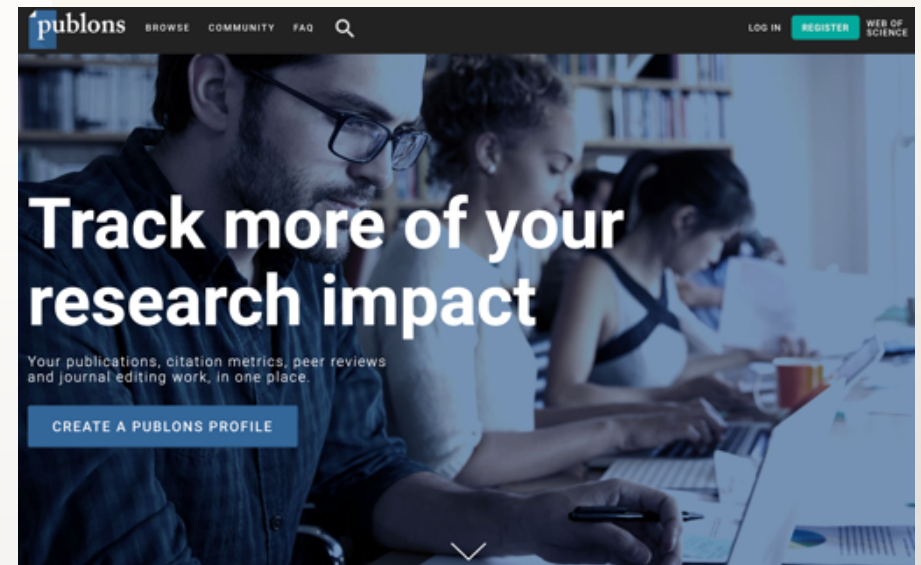 publons
BROWSE COMMUNITY FAQ
LOG IN REGISTER WEB OF
SCIENCE
Track more of your
research impact
Your publications, citation metrics, peer reviews
and journal editing work, in one place.
CREATE A PUBLONS PROFILE